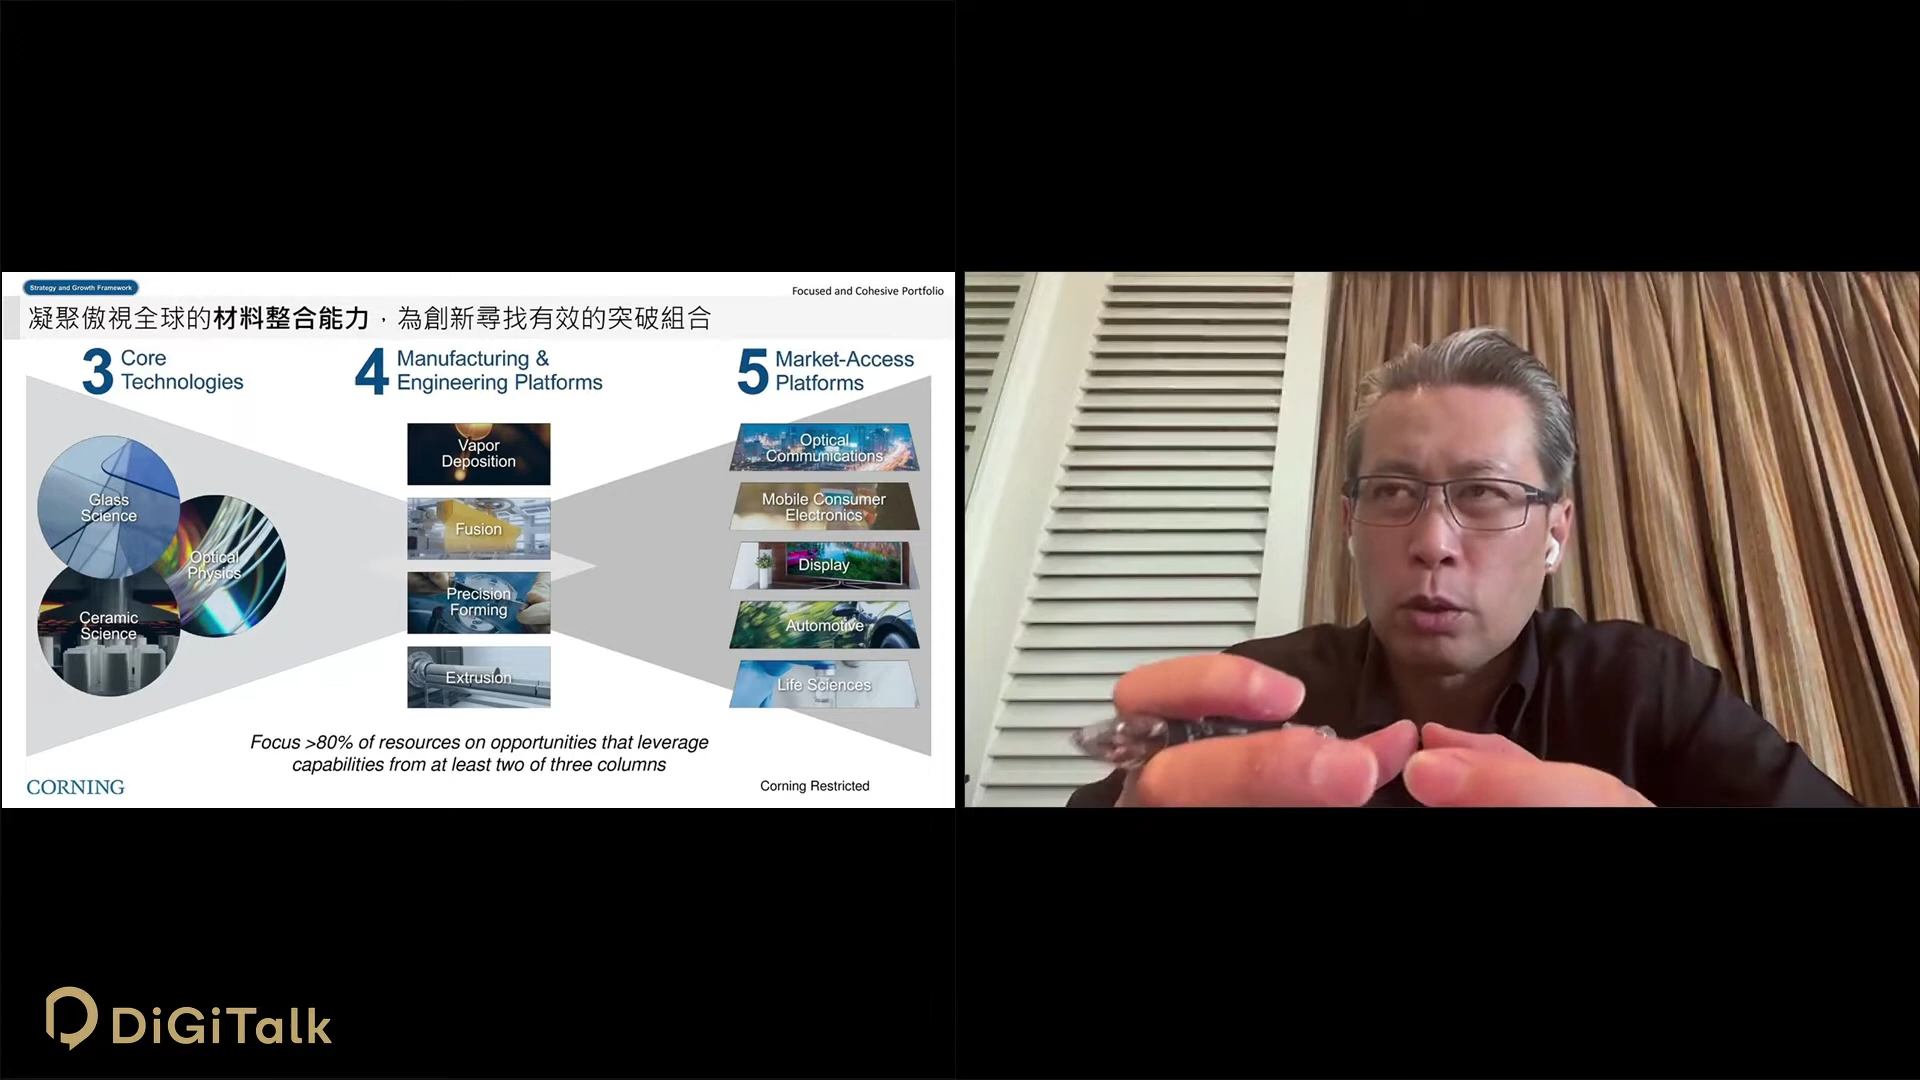 Strategy and Growth Framework
Focused and Cohesive Portfolio
凝聚傲視全球的材料整合能力，為創新尋找有效的突破組合
3 Core
Technologies
4 Manufacturing &
Engineering Platforms
5 Market-Access
Platforms
Glass
Science
Optical
Physics
Ceramic
Science
Vapor
Deposition
Fusion
Precision
Forming
Extrusion
Optical
Communications
Mobile Consumer
Electronics
Display
Automotive
Life Sciences
Focus >80% of resources on opportunities that leverage
capabilities from at least two of three columns
CORNING
Corning Restricted
DiGiTalk